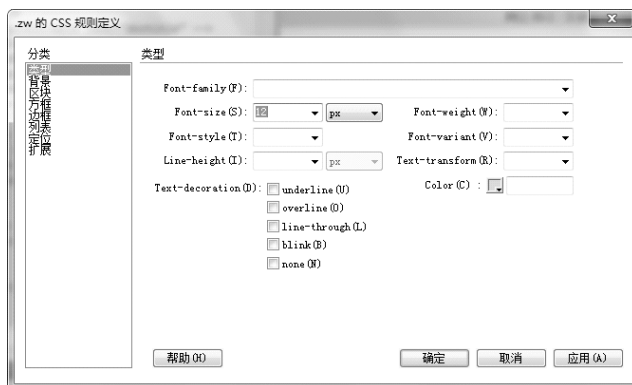 .zw 的 CSS 规则定义
分类
类型
背景
区块
方框
边框
列表
定位
扩展
类型
Font-family(F):
Font-size(S): 12 px Font-weight(W):
Font-style(T): Font-variant(V):
Line-height(I): px Text-transform(R):
Text-decoration(D): underline(U) Color(C) :
overline(O)
line-through(L)
blink(B)
none(N)
帮助(H) 确定 取消 应用(A)